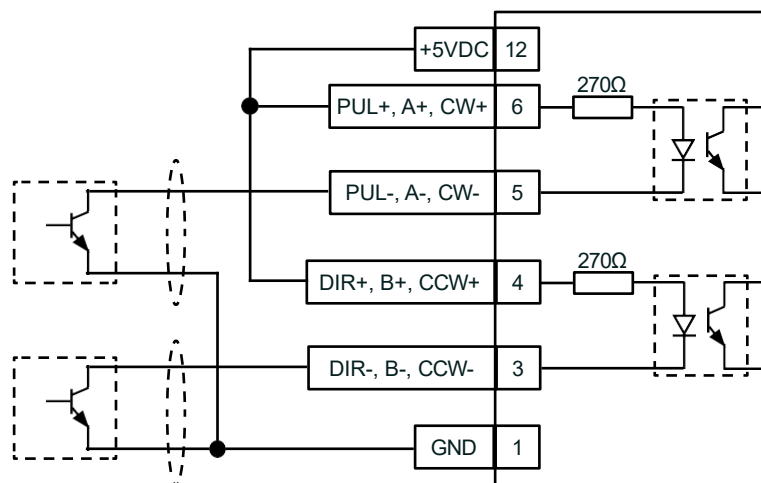 +5VDC 12
270Ω
PUL+, A+, CW+ 6
PUL-, A-, CW- 5
270Ω
DIR+, B+, CCW+ 4
DIR-, B-, CCW- 3
GND 1